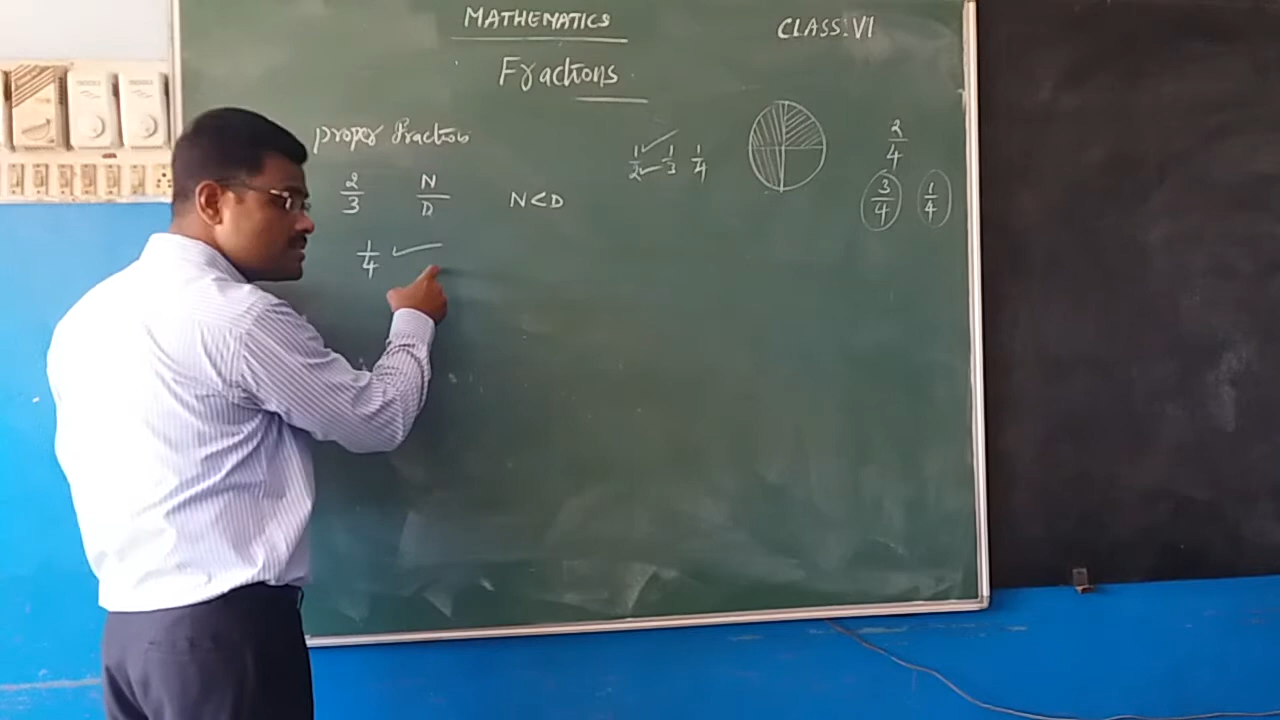 MATHEMATICS
CLASS: VI
Fractions
proper fraction
2/3 N/D N<D
1/4
1/2 1/3 1/4
2/4
3/4 1/4